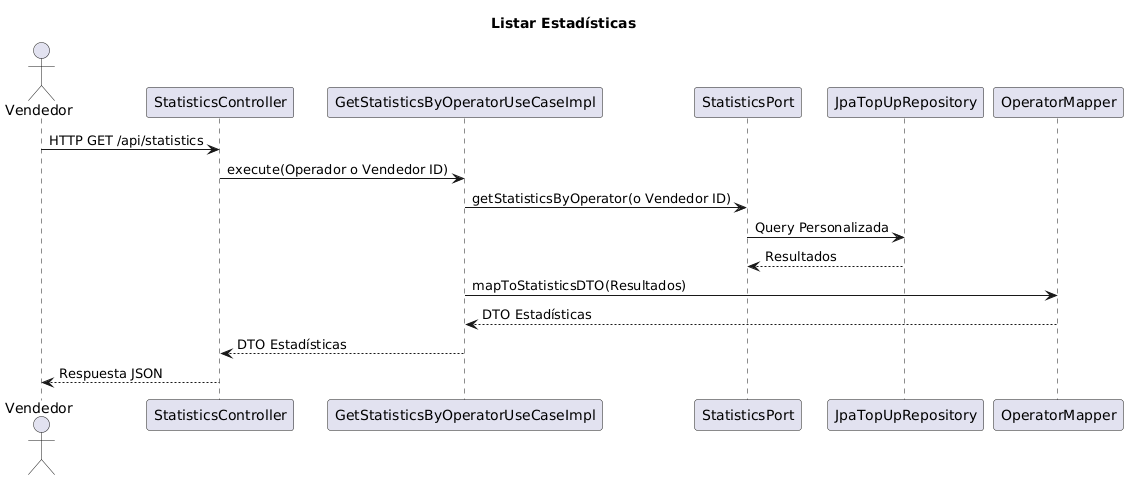 Listar Estadísticas
Vendedor
StatisticsController
GetStatisticsByOperatorUseCaseImpl
StatisticsPort
JpaTopUpRepository
OperatorMapper
HTTP GET /api/statistics
execute(Operador o Vendedor ID)
getStatisticsByOperator(o Vendedor ID)
Query Personalizada
Resultados
mapToStatisticsDTO(Resultados)
DTO Estadísticas
DTO Estadísticas
Respuesta JSON
Vendedor
StatisticsController
GetStatisticsByOperatorUseCaseImpl
StatisticsPort
JpaTopUpRepository
OperatorMapper